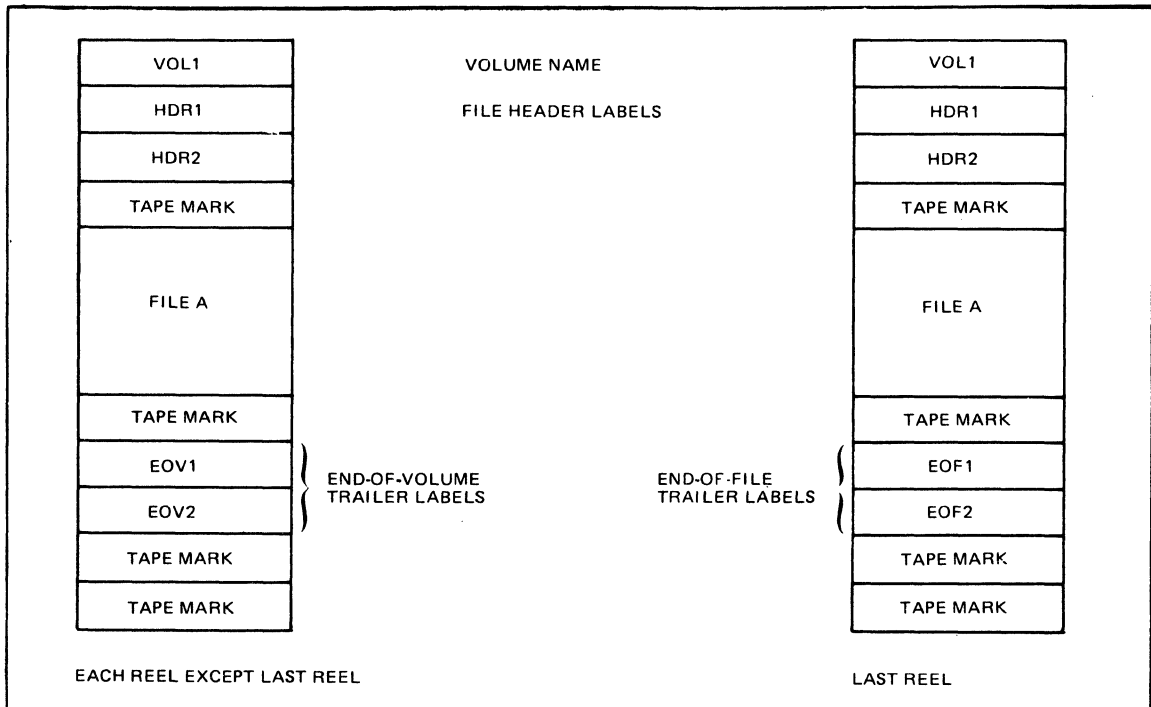 VOL1
HDR1
HDR2
TAPE MARK
FILE A
TAPE MARK
EOV1
EOV2
TAPE MARK
TAPE MARK
EACH REEL EXCEPT LAST REEL
VOLUME NAME
FILE HEADER LABELS
END-OF-VOLUME
TRAILER LABELS
END-OF-FILE
TRAILER LABELS
VOL1
HDR1
HDR2
TAPE MARK
FILE A
TAPE MARK
EOF1
EOF2
TAPE MARK
TAPE MARK
LAST REEL